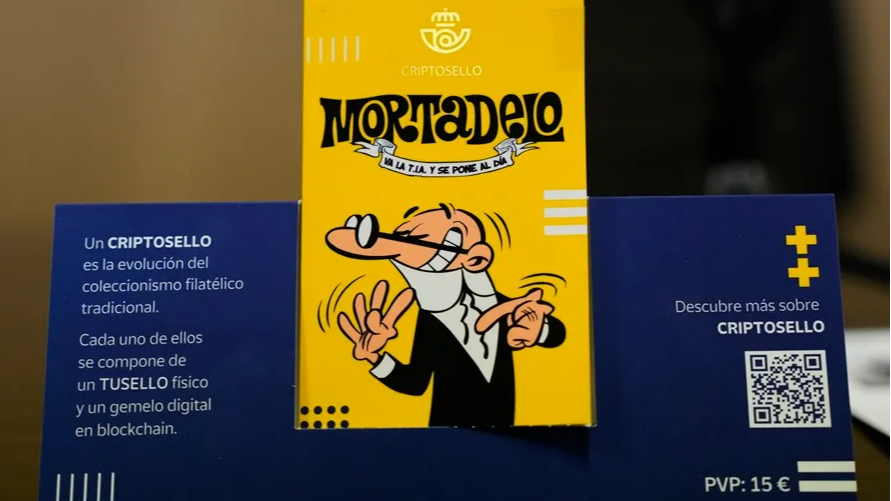 CRIPTOSELLO
MORTaDelO
VA LA T.I.A. Y SE PONE AL DÍA
Un CRIPTOSELLO
es la evolución del
coleccionismo filatélico
tradicional.
Cada uno de ellos
se compone de
un TUSELLO físico
y un gemelo digital
en blockchain.
Descubre más sobre
CRIPTOSELLO
PVP: 15 €